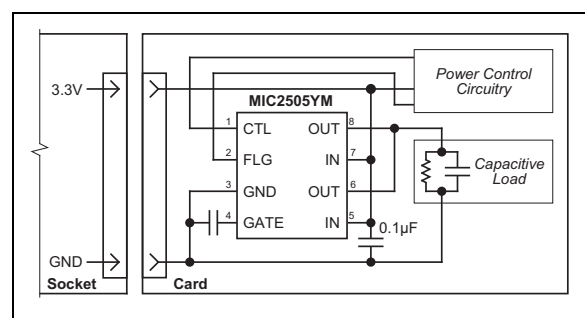 Power Control
Circuitry
3.3V
MIC2505YM
1 CTL OUT 8
2 FLG IN 7
3 GND OUT 6
4 GATE IN 5
Capacitive
Load
0.1µF
GND
Socket Card